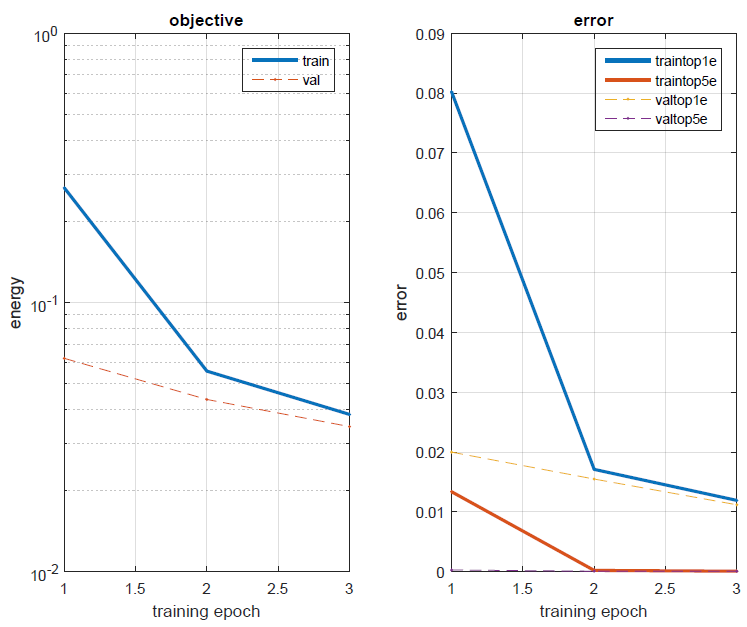 objective
energy
10^0
10^-1
10^-2
train
val
1
1.5
2
2.5
3
training epoch
error
error
0.09
0.08
0.07
0.06
0.05
0.04
0.03
0.02
0.01
0
traintop1e
traintop5e
valtop1e
valtop5e
1
1.5
2
2.5
3
training epoch